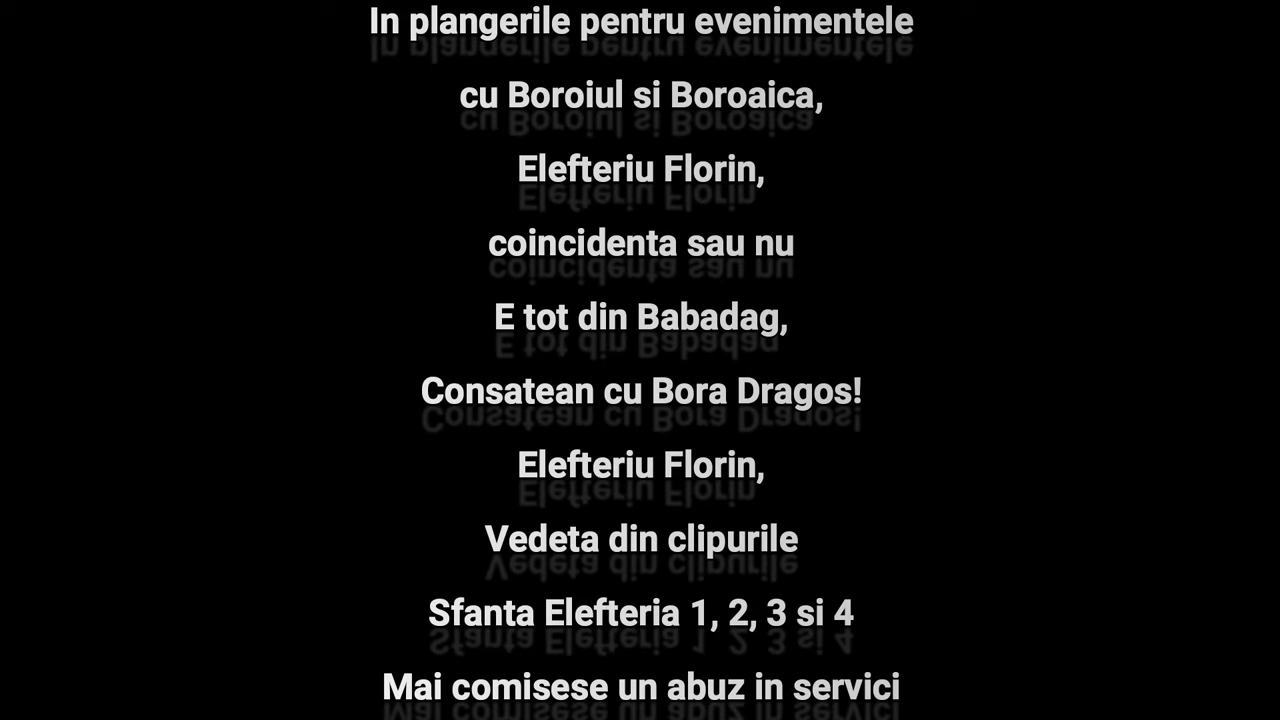 In plangerile pentru evenimentele
cu Boroiul si Boroaica,
Elefteriu Florin,
coincidenta sau nu
E tot din Babadag,
Consatean cu Bora Dragos!
Elefteriu Florin,
Vedeta din clipurile
Sfanta Elefteria 1, 2, 3 si 4
Mai comisese un abuz in servici